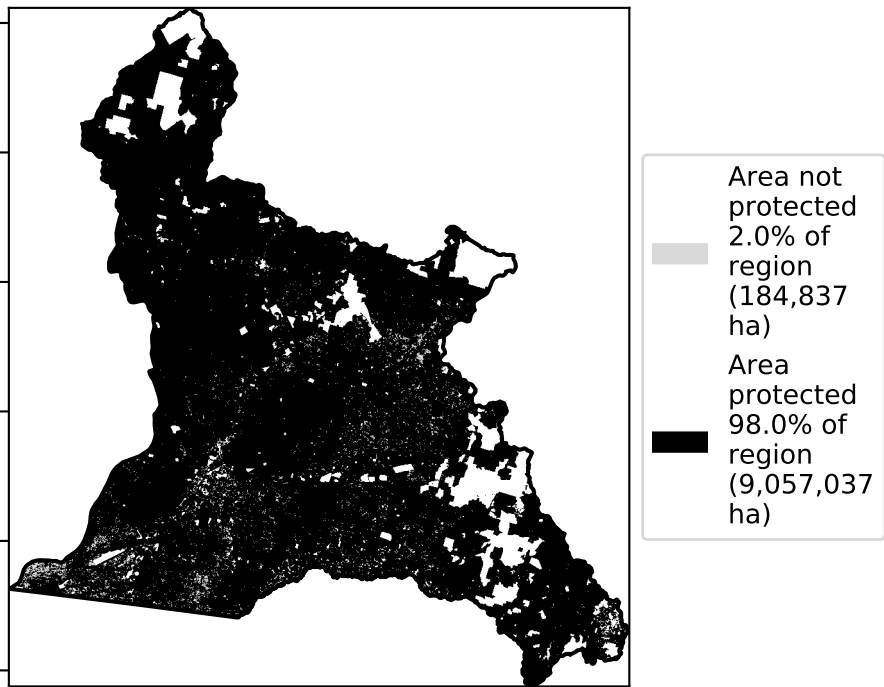 Area not
protected
2.0% of
region
(184,837
ha)
Area
protected
98.0% of
region
(9,057,037
ha)